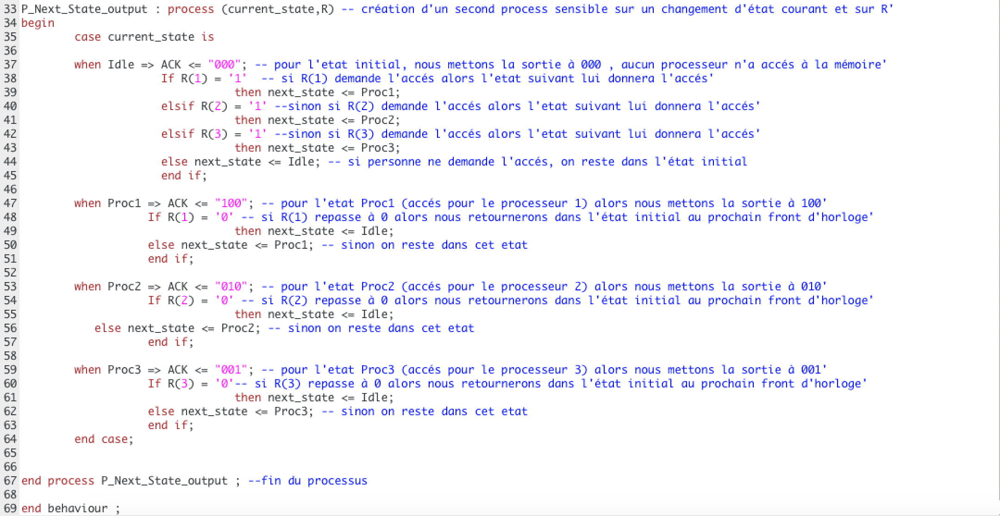 33 P_Next_State_output : process (current_state,R) -- création d'un second process sensible sur un changement d'état courant et sur R'
34 begin
35 case current_state is
36
37 when Idle => ACK <= "000"; -- pour l'etat initial, nous mettons la sortie à 000 , aucun processeur n'a accés à la mémoire'
38 If R(1) = '1'  -- si R(1) demande l'accés alors l'etat suivant lui donnera l'accés'
39 then next_state <= Proc1;
40 elsif R(2) = '1' --sinon si R(2) demande l'accés alors l'etat suivant lui donnera l'accés'
41 then next_state <= Proc2;
42 elsif R(3) = '1' --sinon si R(3) demande l'accés alors l'etat suivant lui donnera l'accés'
43 then next_state <= Proc3;
44 else next_state <= Idle; -- si personne ne demande l'accés, on reste dans l'état initial
45 end if;
46
47 when Proc1 => ACK <= "100"; -- pour l'etat Proc1 (accés pour le processeur 1) alors nous mettons la sortie à 100'
48 If R(1) = '0' -- si R(1) repasse à 0 alors nous retournerons dans l'état initial au prochain front d'horloge'
49 then next_state <= Idle;
50 else next_state <= Proc1; -- sinon on reste dans cet etat
51 end if;
52
53 when Proc2 => ACK <= "010"; -- pour l'etat Proc2 (accés pour le processeur 2) alors nous mettons la sortie à 010'
54 If R(2) = '0' -- si R(2) repasse à 0 alors nous retournerons dans l'état initial au prochain front d'horloge'
55 then next_state <= Idle;
56 else next_state <= Proc2; -- sinon on reste dans cet etat
57 end if;
58
59 when Proc3 => ACK <= "001"; -- pour l'etat Proc3 (accés pour le processeur 3) alors nous mettons la sortie à 001'
60 If R(3) = '0'-- si R(3) repasse à 0 alors nous retournerons dans l'état initial au prochain front d'horloge'
61 then next_state <= Idle;
62 else next_state <= Proc3; -- sinon on reste dans cet etat
63 end if;
64 end case;
65
66
67 end process P_Next_State_output ; --fin du processus
68
69 end behaviour ;